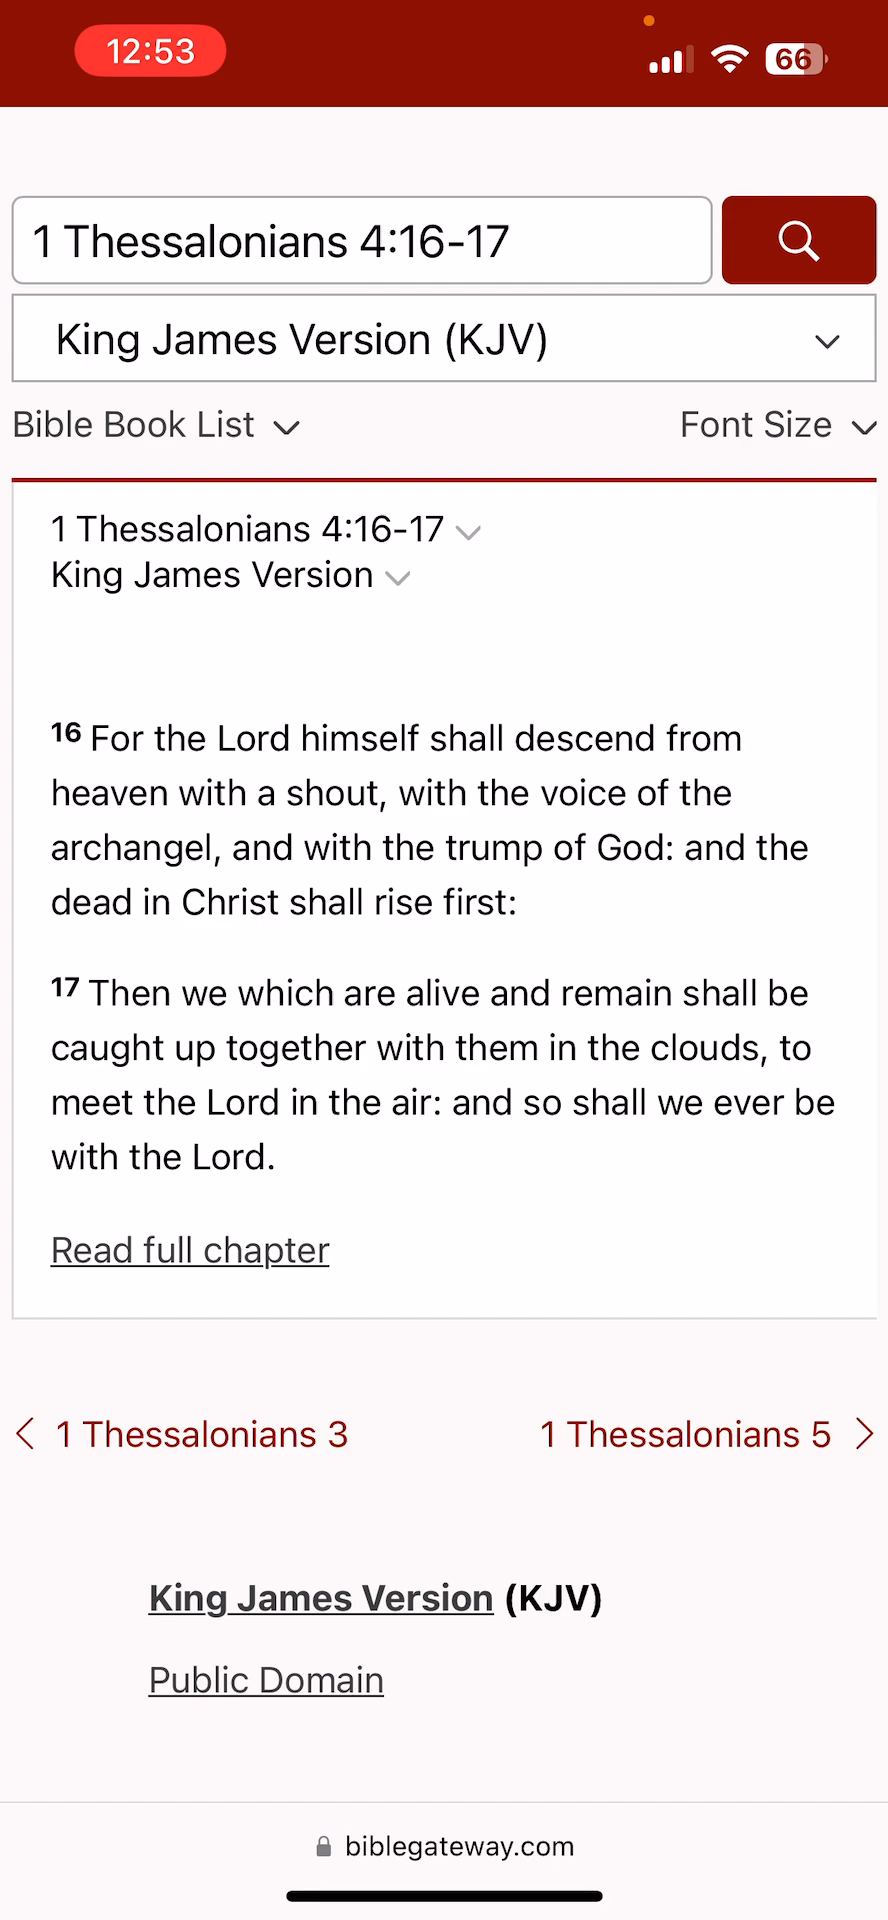 12:53
66
1 Thessalonians 4:16-17
King James Version (KJV)
Bible Book List
Font Size
1 Thessalonians 4:16-17
King James Version
16 For the Lord himself shall descend from
heaven with a shout, with the voice of the
archangel, and with the trump of God: and the
dead in Christ shall rise first:
17 Then we which are alive and remain shall be
caught up together with them in the clouds, to
meet the Lord in the air: and so shall we ever be
with the Lord.
Read full chapter
1 Thessalonians 3
1 Thessalonians 5
King James Version (KJV)
Public Domain
biblegateway.com